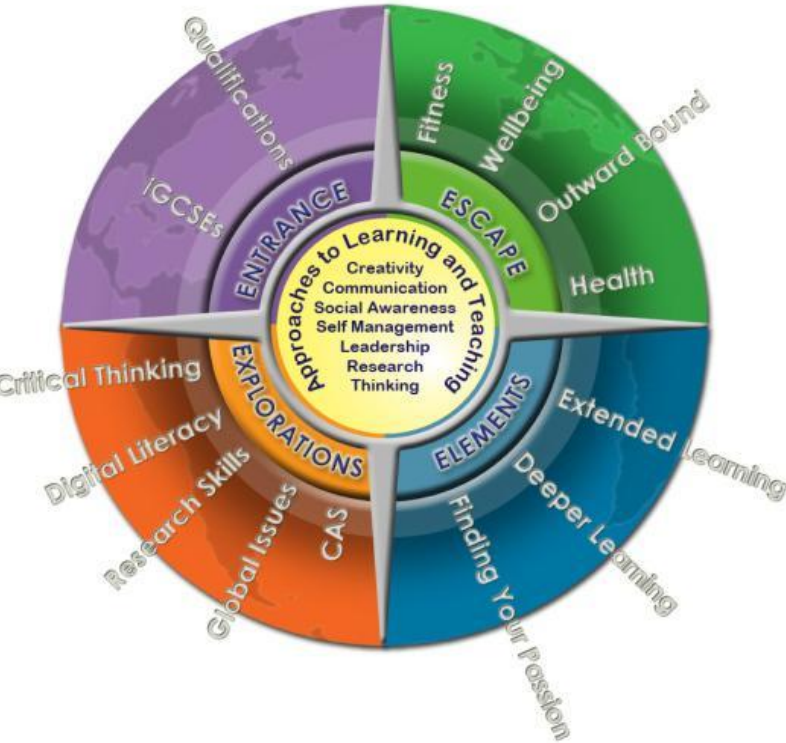 Qualifications
iGCSEs
ENTRANCE
Fitness
Wellbeing
Outward Bound
Health
ESCAPE
Approaches to Learning and Teaching
Creativity
Communication
Social Awareness
Self Management
Leadership
Research
Thinking
EXPLORATIONS
Critical Thinking
Digital Literacy
Research Skills
Global Issues
CAS
ELEMENTS
Extended Learning
Deeper Learning
Finding Your Passion